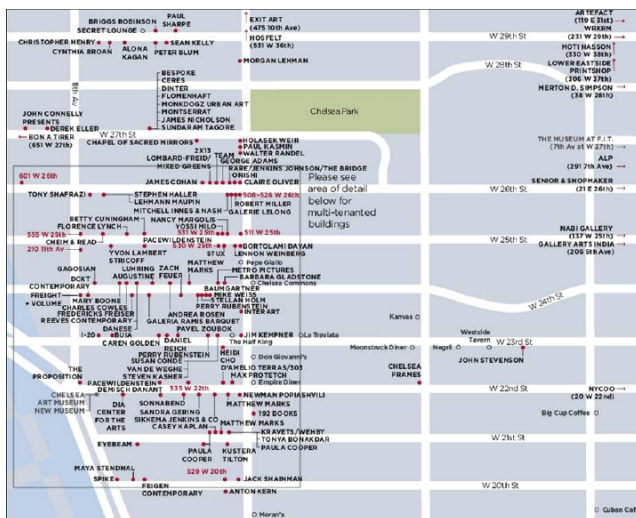 BRIGGS ROBINSON
SECRET LOUNGE
PAUL
SHARPE
EXIT ART
(475 10th Ave)
HOSFELT
(531 W 36th)
ARTEFACT
(119 E 31st)
WRKRM
(231 W 29th)
W 29th St
CHRISTOPHER HENRY
CYNTHIA BROAN
ALONA
KAGAN
SEAN KELLY
PETER BLUM
MORGAN LEHMAN
MOTI HASSON
(330 W 38th)
LOWER EASTSIDE
PRINTSHOP
(306 W 37th)
W 28th St
MERTON D. SIMPSON
(38 W 28th)
11th Av
BESPOKE
CERES
DINTER
FLOMENHAFT
MONKDOGZ URBAN ART
MONTSERRAT
JAMES NICHOLSON
SUNDARAM TAGORE
Chelsea Park
JOHN CONNELLY
PRESENTS
DEREK ELLER
BON A TIRER
(651 W 27th)
W 27th St
CHAPEL OF SACRED MIRRORS
HOLASEK WEIR
PAUL KASMIN
WALTER RANDEL
THE MUSEUM AT F.I.T.
(7th Av at W 27th)
2X13
TEAM
GEORGE ADAMS
LOMBARD-FREID/
MIXED GREENS
RARE/JENKINS JOHNSON/THE BRIDGE
ONISHI
ALP
(291 7th Av)
601 W 26th
JAMES COHAN
CLAIRE OLIVER
Please see
area of detail
below for
multi-tenanted
buildings
SENIOR & SHOPMAKER
(21 E 26th)
W 26th St
TONY SHAFRAZI
STEPHEN HALLER
LEHMANN MAUPIN
508-526 W 26th
ROBERT MILLER
GALERIE LELONG
MITCHELL INNES & NASH
NANCY MARGOLIS
YOSSI MILO
BETTY CUNINGHAM
FLORENCE LYNCH
NABI GALLERY
(137 W 25th)
555 W 25th
CHEIM & READ
PACEWILDENSTEIN
531 W 25th
511 W 25th
W 25th St
GALLERY ARTS INDIA
(206 5th Ave)
210 11th Av
YVON LAMBERT
STRICOFF
530 W 25th
STUX
BORTOLAMI DAYAN
LENNON WEINBERG
Pepe Giallo
GAGOSIAN
DCKT
CONTEMPORARY
LUHRING
AUGUSTINE
ZACH
FEUER
MATTHEW
MARKS
METRO PICTURES
BARBARA GLADSTONE
Chelsea Commons
W 24th St
FREIGHT
+ VOLUME
MARY BOONE
CHARLES COWLES
FREDERICKS FREISER
REEVES CONTEMPORARY
BAUMGARTNER
MIKE WEISS
STELLAN HOLM
PERRY RUBENSTEIN
ANDREA ROSEN
GALERIA RAMIS BARQUET
INTER ART
DANESE
PAVEL ZOUBOK
Kanvas
I-20
BUIA
CAREN GOLDEN
DANIEL
REICH
The Half King
JIM KEMPNER
La Traviata
W 23rd St
Westside
Tavern
PERRY RUBENSTEIN
HEIDI
CHO
Moonstruck Diner
Negril
JOHN STEVENSON
SUSAN CONDE
VAN DE WEGHE
STEVEN KASHER
Don Giovanni's
D'AMELIO TERRAS/303
MAX PROTETCH
THE
PROPOSITION
PACEWILDENSTEIN
DEMISCH DANANT
535 W 22th
Empire Diner
CHELSEA
FRAMES
W 22nd St
NYCOO
(20 W 22nd)
CHELSEA
ART MUSEUM
NEW MUSEUM
DIA
CENTER
FOR THE
ARTS
SONNABEND
SANDRA GERING
SIKKEMA JENKINS & CO
CASEY KAPLAN
NEWMAN POPIASHVILI
MATTHEW MARKS
192 BOOKS
MATTHEW MARKS
Big Cup Coffee
EYEBEAM
PAULA
COOPER
KUSTERA
TILTON
KRAVETS/WEHBY
TONYA BONAKDAR
PAULA COOPER
W 21st St
MAYA STENDHAL
529 W 20th
SPIKE
FEIGEN
CONTEMPORARY
JACK SHAINMAN
W 20th St
ANTON KERN
Moran's
Cuban Caf